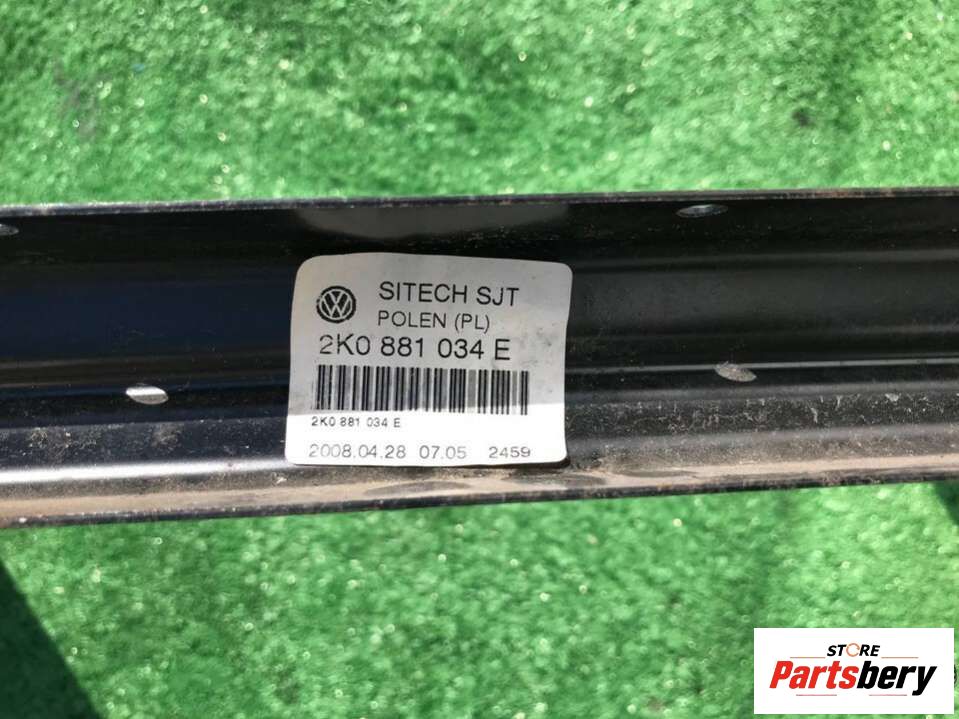 SITECH SJT
POLEN (PL)
2K0 881 034 E
2K0 881 034 E
2008.04.28 07.05 2459
STORE
Partsbery